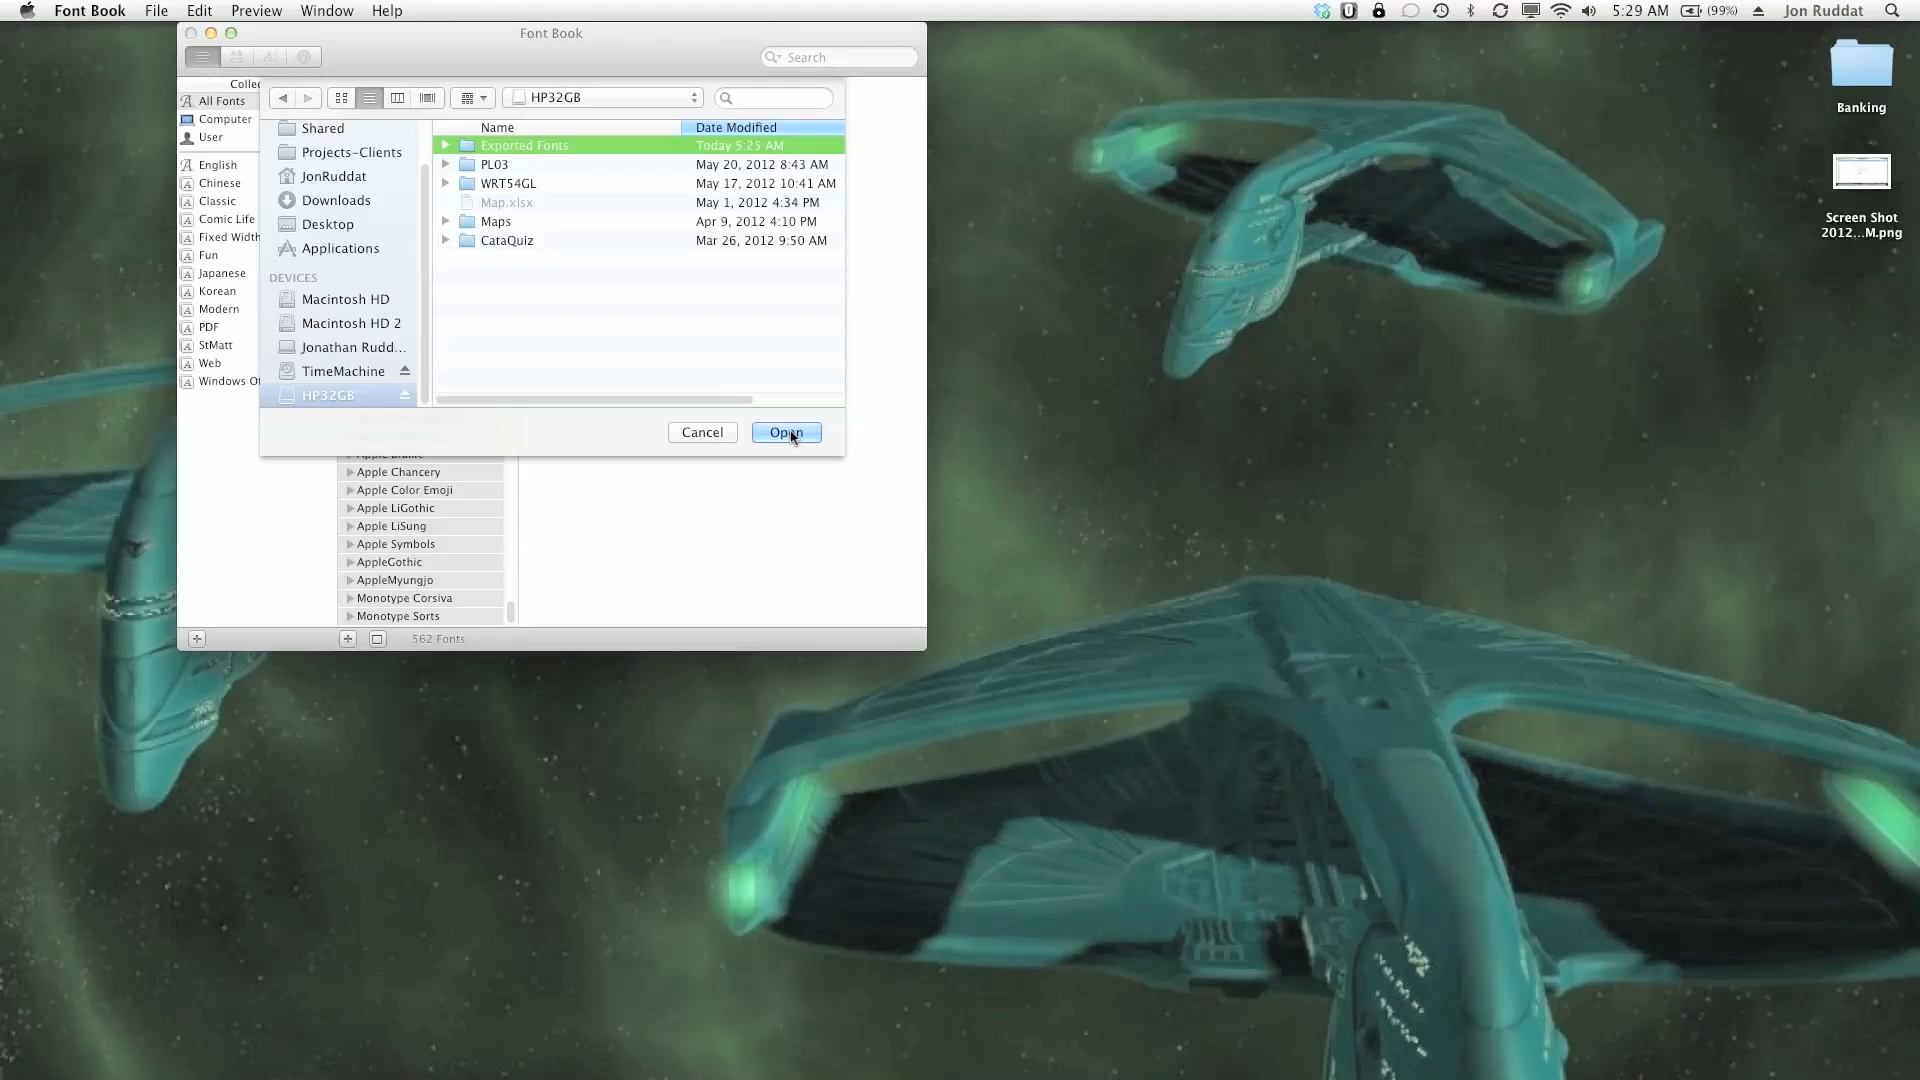 Font Book File Edit Preview Window Help
5:29 AM (99%) Jon Ruddat
Font Book
Search
Collec
All Fonts
Computer
User
English
Chinese
Classic
Comic Life
Fixed Width
Fun
Japanese
Korean
Modern
PDF
StMatt
Web
Windows Of
HP32GB
Shared
Projects-Clients
JonRuddat
Downloads
Desktop
Applications
DEVICES
Macintosh HD
Macintosh HD 2
Jonathan Rudd...
TimeMachine
HP32GB
Name Date Modified
Exported Fonts Today 5:25 AM
PL03 May 20, 2012 8:43 AM
WRT54GL May 17, 2012 10:41 AM
Map.xlsx May 1, 2012 4:34 PM
Maps Apr 9, 2012 4:10 PM
CataQuiz Mar 26, 2012 9:50 AM
Cancel Open
Apple Chancery
Apple Color Emoji
Apple LiGothic
Apple LiSung
Apple Symbols
AppleGothic
AppleMyungjo
Monotype Corsiva
Monotype Sorts
562 Fonts
Banking
Screen Shot
2012...M.png